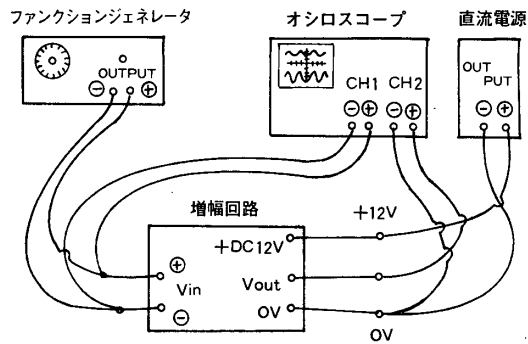 ファンクションジェネレータ
OUTPUT
⊖ ⊕
オシロスコープ
CH1 CH2
⊖ ⊕ ⊖ ⊕
直流電源
OUT
PUT
⊖ ⊕
増幅回路
+DC12V
⊕
Vin
⊖
Vout
0V
+12V
0V